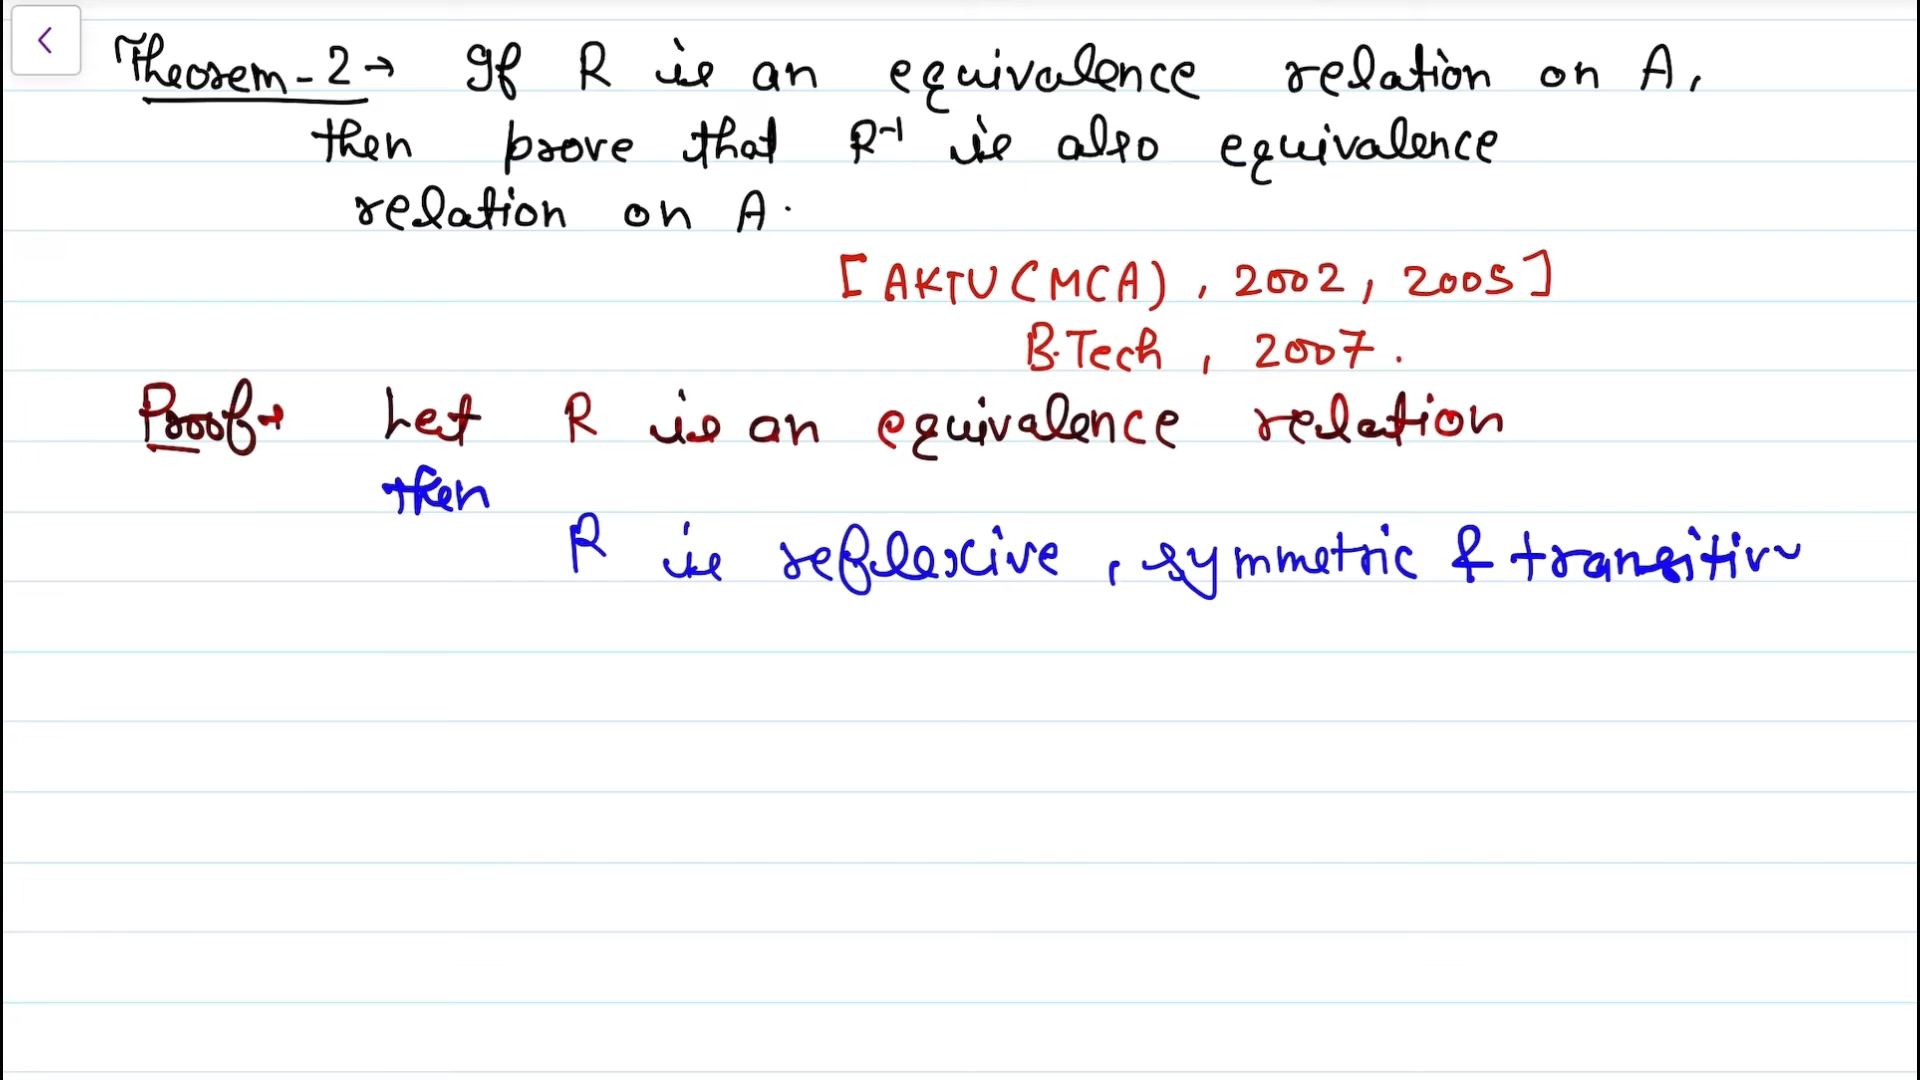 Theorem-2→ If R is an equivalence relation on A,
then prove that R⁻¹ is also equivalence
relation on A.
[AKTU(MCA), 2002, 2005]
B.Tech, 2007.
Proof→ Let R is an equivalence relation
then
R is reflexive, symmetric & transitiv